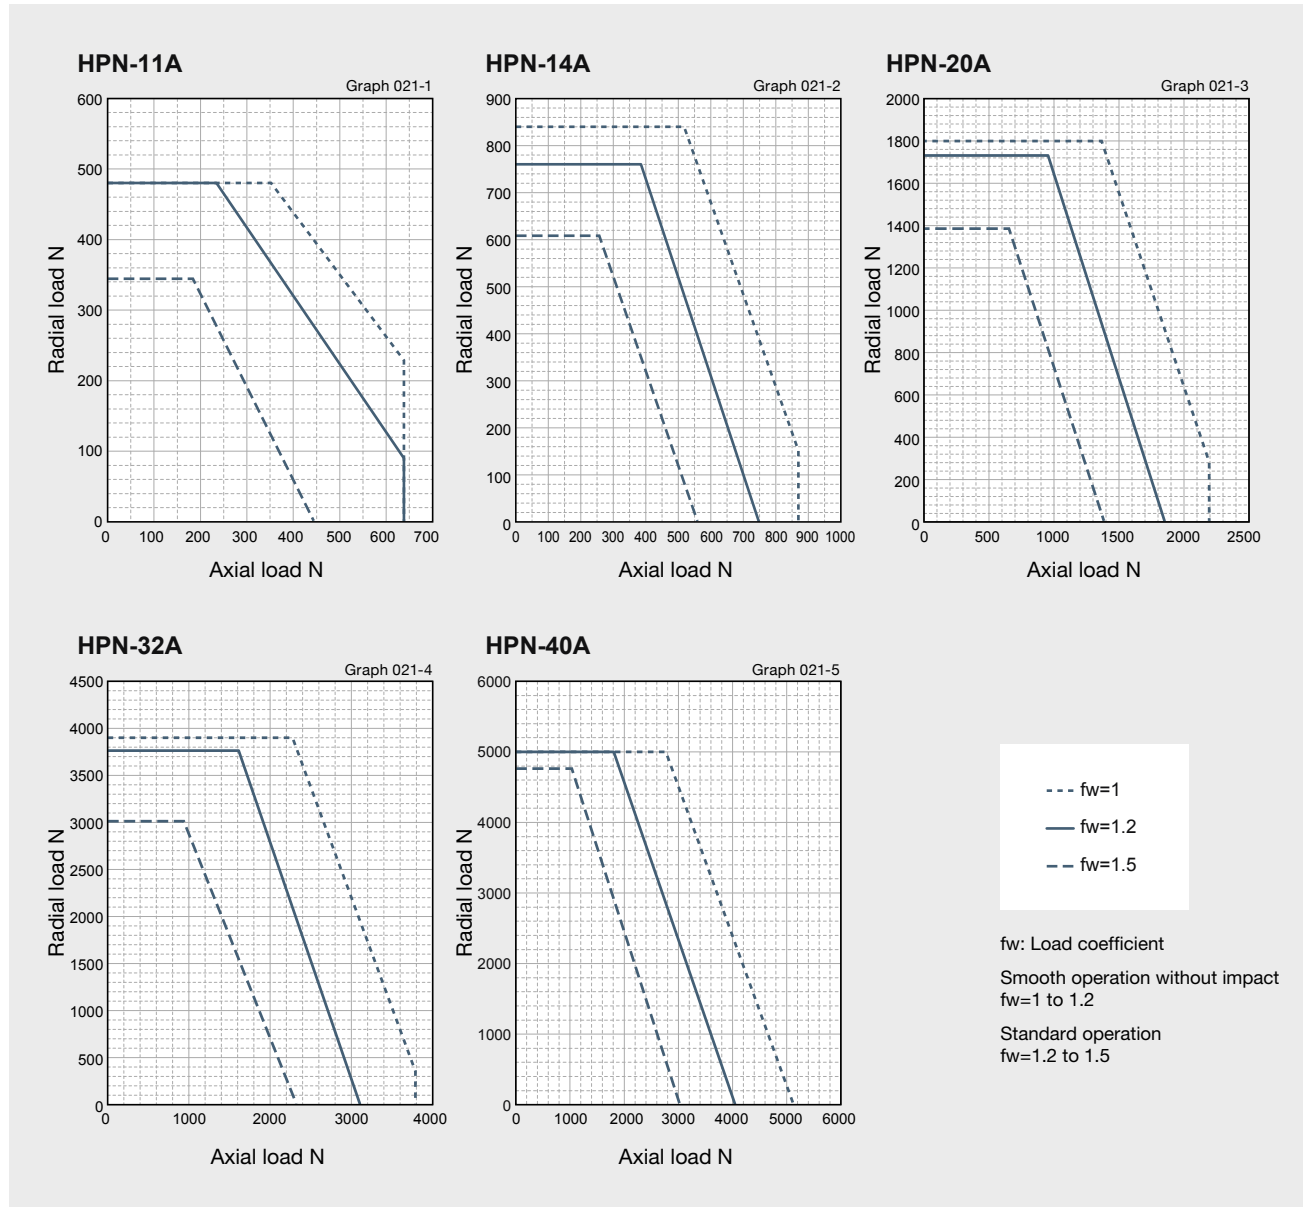 HPN-11A
Graph 021-1
600
500
400
300
200
100
0
0 100 200 300 400 500 600 700
Radial load N
Axial load N
HPN-14A
Graph 021-2
900
800
700
600
500
400
300
200
100
0
0 100 200 300 400 500 600 700 800 900 1000
Radial load N
Axial load N
HPN-20A
Graph 021-3
2000
1800
1600
1400
1200
1000
800
600
400
200
0
0 500 1000 1500 2000 2500
Radial load N
Axial load N
HPN-32A
Graph 021-4
4500
4000
3500
3000
2500
2000
1500
1000
500
0
0 1000 2000 3000 4000
Radial load N
Axial load N
HPN-40A
Graph 021-5
6000
5000
4000
3000
2000
1000
0
0 1000 2000 3000 4000 5000 6000
Radial load N
Axial load N
fw=1
fw=1.2
fw=1.5
fw: Load coefficient
Smooth operation without impact
fw=1 to 1.2
Standard operation
fw=1.2 to 1.5